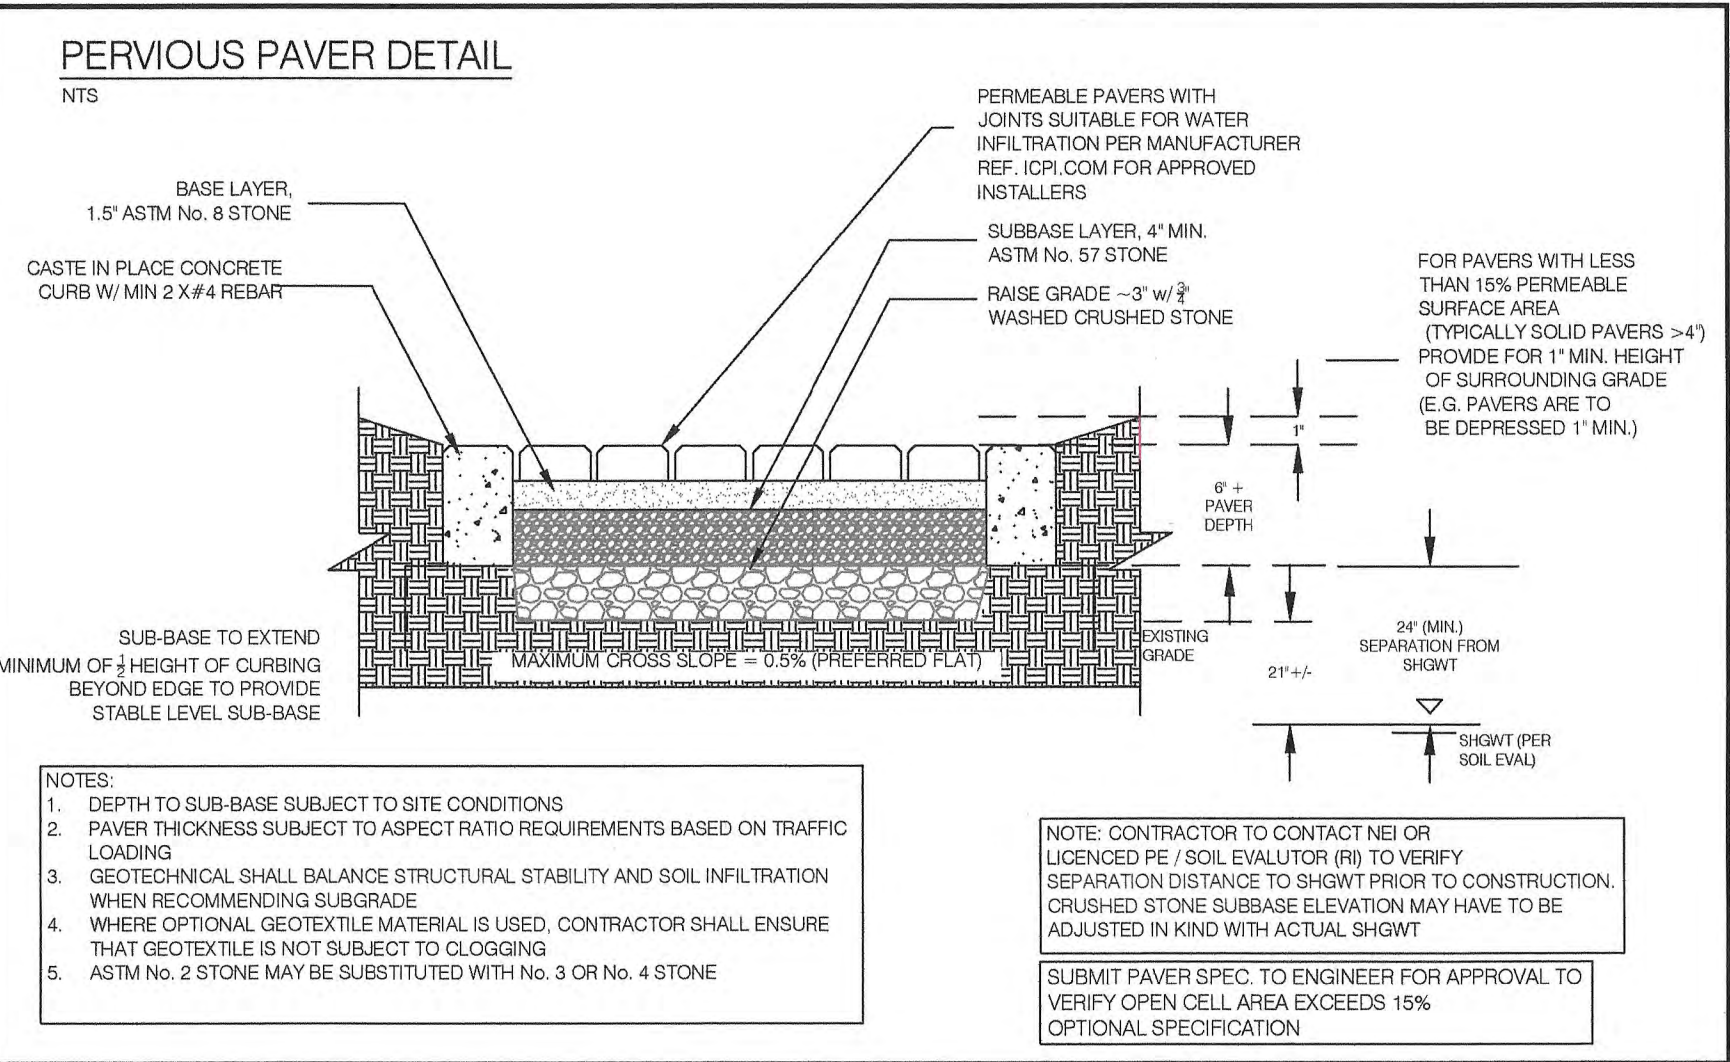 PERVIOUS PAVER DETAIL
NTS
BASE LAYER,
1.5" ASTM No. 8 STONE
CASTE IN PLACE CONCRETE
CURB W/ MIN 2 X#4 REBAR
PERMEABLE PAVERS WITH
JOINTS SUITABLE FOR WATER
INFILTRATION PER MANUFACTURER
REF. ICPI.COM FOR APPROVED
INSTALLERS
SUBBASE LAYER, 4" MIN.
ASTM No. 57 STONE
RAISE GRADE ~3" w/ 3/4"
WASHED CRUSHED STONE
FOR PAVERS WITH LESS
THAN 15% PERMEABLE
SURFACE AREA
(TYPICALLY SOLID PAVERS >4")
PROVIDE FOR 1" MIN. HEIGHT
OF SURROUNDING GRADE
(E.G. PAVERS ARE TO
BE DEPRESSED 1" MIN.)
1"
6" +
PAVER
DEPTH
EXISTING
GRADE
21"+/-
24" (MIN.)
SEPARATION FROM
SHGWT
SHGWT (PER
SOIL EVAL)
SUB-BASE TO EXTEND
MINIMUM OF 1/2 HEIGHT OF CURBING
BEYOND EDGE TO PROVIDE
STABLE LEVEL SUB-BASE
MAXIMUM CROSS SLOPE = 0.5% (PREFERRED FLAT)
NOTES:
1. DEPTH TO SUB-BASE SUBJECT TO SITE CONDITIONS
2. PAVER THICKNESS SUBJECT TO ASPECT RATIO REQUIREMENTS BASED ON TRAFFIC
LOADING
3. GEOTECHNICAL SHALL BALANCE STRUCTURAL STABILITY AND SOIL INFILTRATION
WHEN RECOMMENDING SUBGRADE
4. WHERE OPTIONAL GEOTEXTILE MATERIAL IS USED, CONTRACTOR SHALL ENSURE
THAT GEOTEXTILE IS NOT SUBJECT TO CLOGGING
5. ASTM No. 2 STONE MAY BE SUBSTITUTED WITH No. 3 OR No. 4 STONE
NOTE: CONTRACTOR TO CONTACT NEI OR
LICENCED PE / SOIL EVALUTOR (RI) TO VERIFY
SEPARATION DISTANCE TO SHGWT PRIOR TO CONSTRUCTION.
CRUSHED STONE SUBBASE ELEVATION MAY HAVE TO BE
ADJUSTED IN KIND WITH ACTUAL SHGWT
SUBMIT PAVER SPEC. TO ENGINEER FOR APPROVAL TO
VERIFY OPEN CELL AREA EXCEEDS 15%
OPTIONAL SPECIFICATION